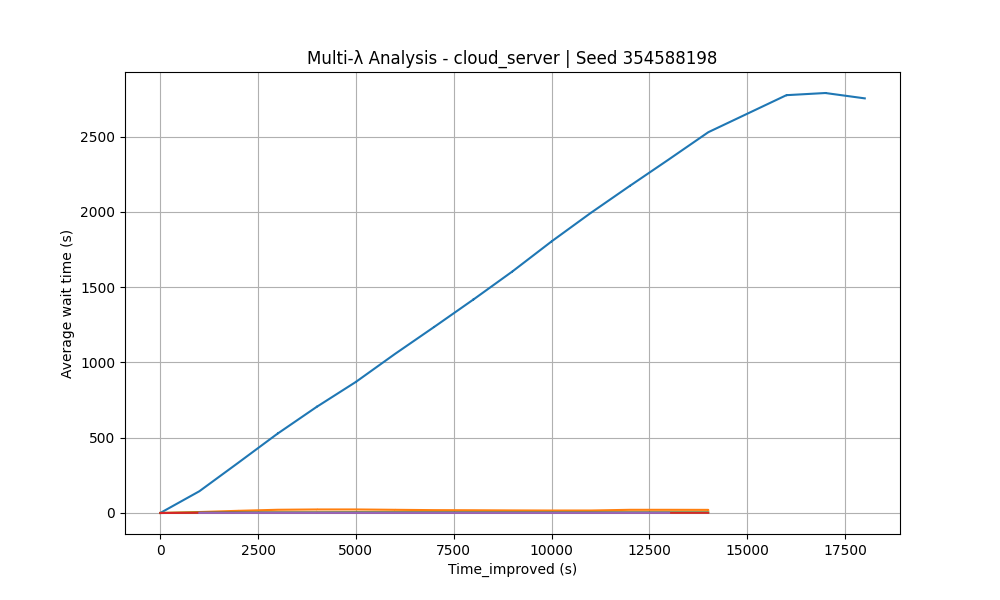 Multi-λ Analysis - cloud_server | Seed 354588198
Average wait time (s)
2500
2000
1500
1000
500
0
0 2500 5000 7500 10000 12500 15000 17500
Time_improved (s)